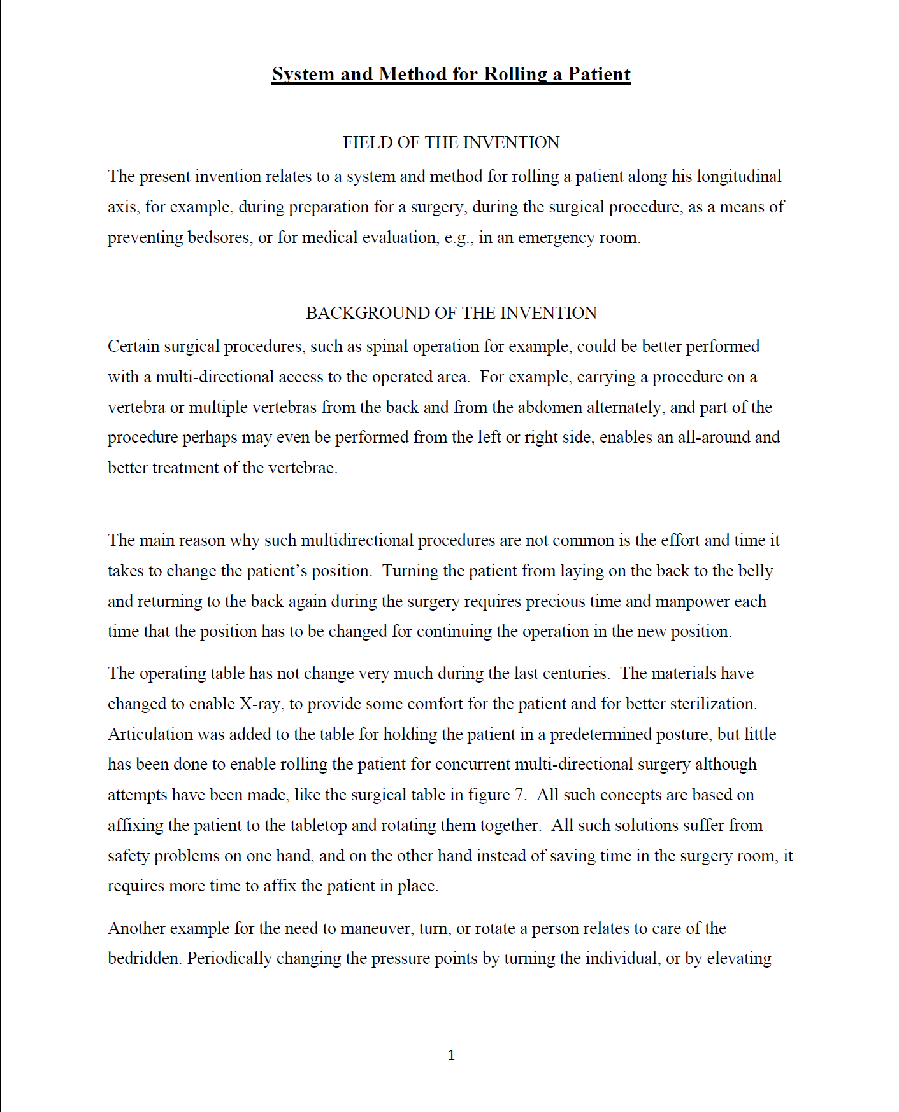 System and Method for Rolling a Patient
FIELD OF THE INVENTION
The present invention relates to a system and method for rolling a patient along his longitudinal
axis, for example, during preparation for a surgery, during the surgical procedure, as a means of
preventing bedsores, or for medical evaluation, e.g., in an emergency room.
BACKGROUND OF THE INVENTION
Certain surgical procedures, such as spinal operation for example, could be better performed
with a multi-directional access to the operated area.  For example, carrying a procedure on a
vertebra or multiple vertebras from the back and from the abdomen alternately, and part of the
procedure perhaps may even be performed from the left or right side, enables an all-around and
better treatment of the vertebrae.
The main reason why such multidirectional procedures are not common is the effort and time it
takes to change the patient’s position.  Turning the patient from laying on the back to the belly
and returning to the back again during the surgery requires precious time and manpower each
time that the position has to be changed for continuing the operation in the new position.
The operating table has not change very much during the last centuries.  The materials have
changed to enable X-ray, to provide some comfort for the patient and for better sterilization.
Articulation was added to the table for holding the patient in a predetermined posture, but little
has been done to enable rolling the patient for concurrent multi-directional surgery although
attempts have been made, like the surgical table in figure 7.  All such concepts are based on
affixing the patient to the tabletop and rotating them together.  All such solutions suffer from
safety problems on one hand, and on the other hand instead of saving time in the surgery room, it
requires more time to affix the patient in place.
Another example for the need to maneuver, turn, or rotate a person relates to care of the
bedridden. Periodically changing the pressure points by turning the individual, or by elevating
1